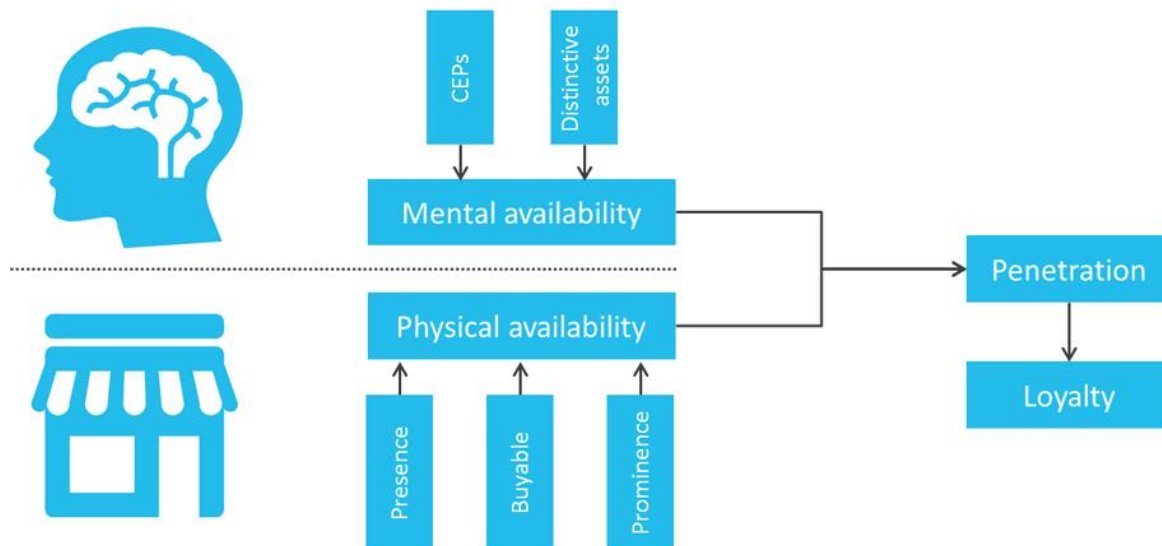 CEPs
Distinctive
assets
Mental availability
Penetration
Physical availability
Loyalty
Presence
Buyable
Prominence